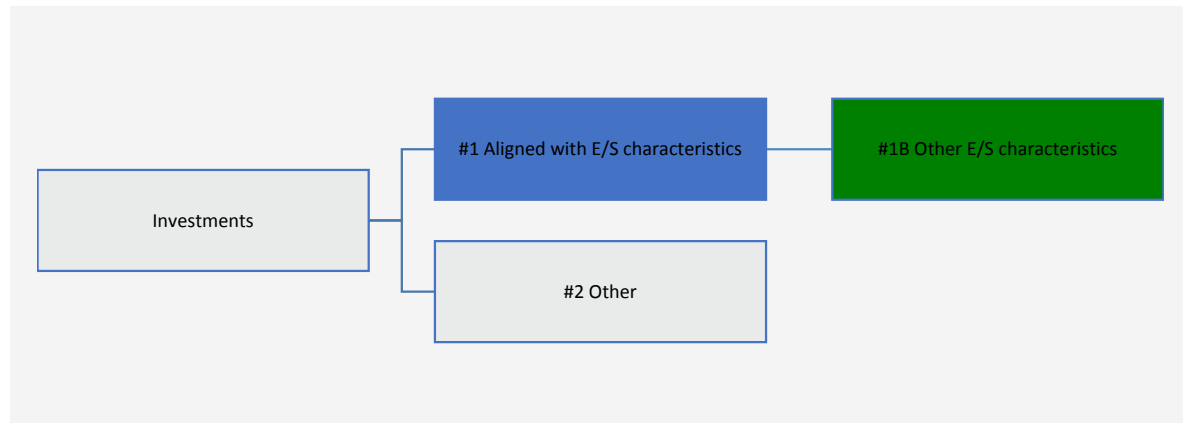 Investments
#1 Aligned with E/S characteristics
#1B Other E/S characteristics
#2 Other